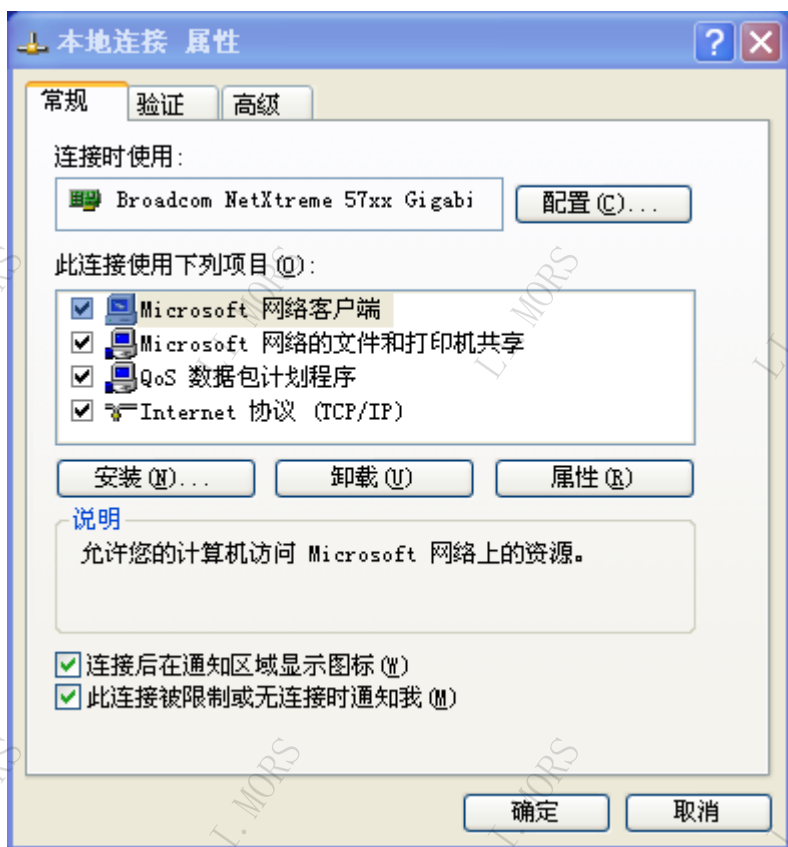 本地连接 属性
常规 验证 高级
连接时使用:
Broadcom NetXtreme 57xx Gigabi
配置(C)...
此连接使用下列项目(O):
Microsoft 网络客户端
Microsoft 网络的文件和打印机共享
QoS 数据包计划程序
Internet 协议 (TCP/IP)
安装(N)... 卸载(U) 属性(R)
说明
允许您的计算机访问 Microsoft 网络上的资源。
连接后在通知区域显示图标(W)
此连接被限制或无连接时通知我(M)
确定 取消
LI. MORS